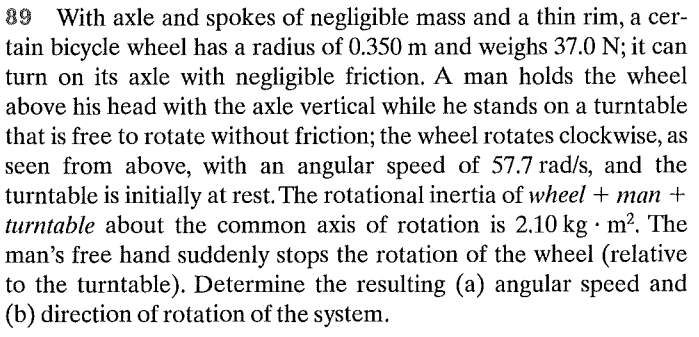 89 With axle and spokes of negligible mass and a thin rim, a cer-
tain bicycle wheel has a radius of 0.350 m and weighs 37.0 N; it can
turn on its axle with negligible friction. A man holds the wheel
above his head with the axle vertical while he stands on a turntable
that is free to rotate without friction; the wheel rotates clockwise, as
seen from above, with an angular speed of 57.7 rad/s, and the
turntable is initially at rest. The rotational inertia of wheel + man +
turntable about the common axis of rotation is 2.10 kg · m². The
man's free hand suddenly stops the rotation of the wheel (relative
to the turntable). Determine the resulting (a) angular speed and
(b) direction of rotation of the system.